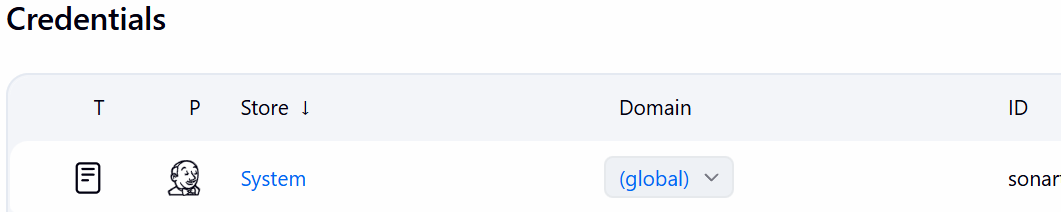 Credentials
T P Store ↓ Domain ID
System (global)